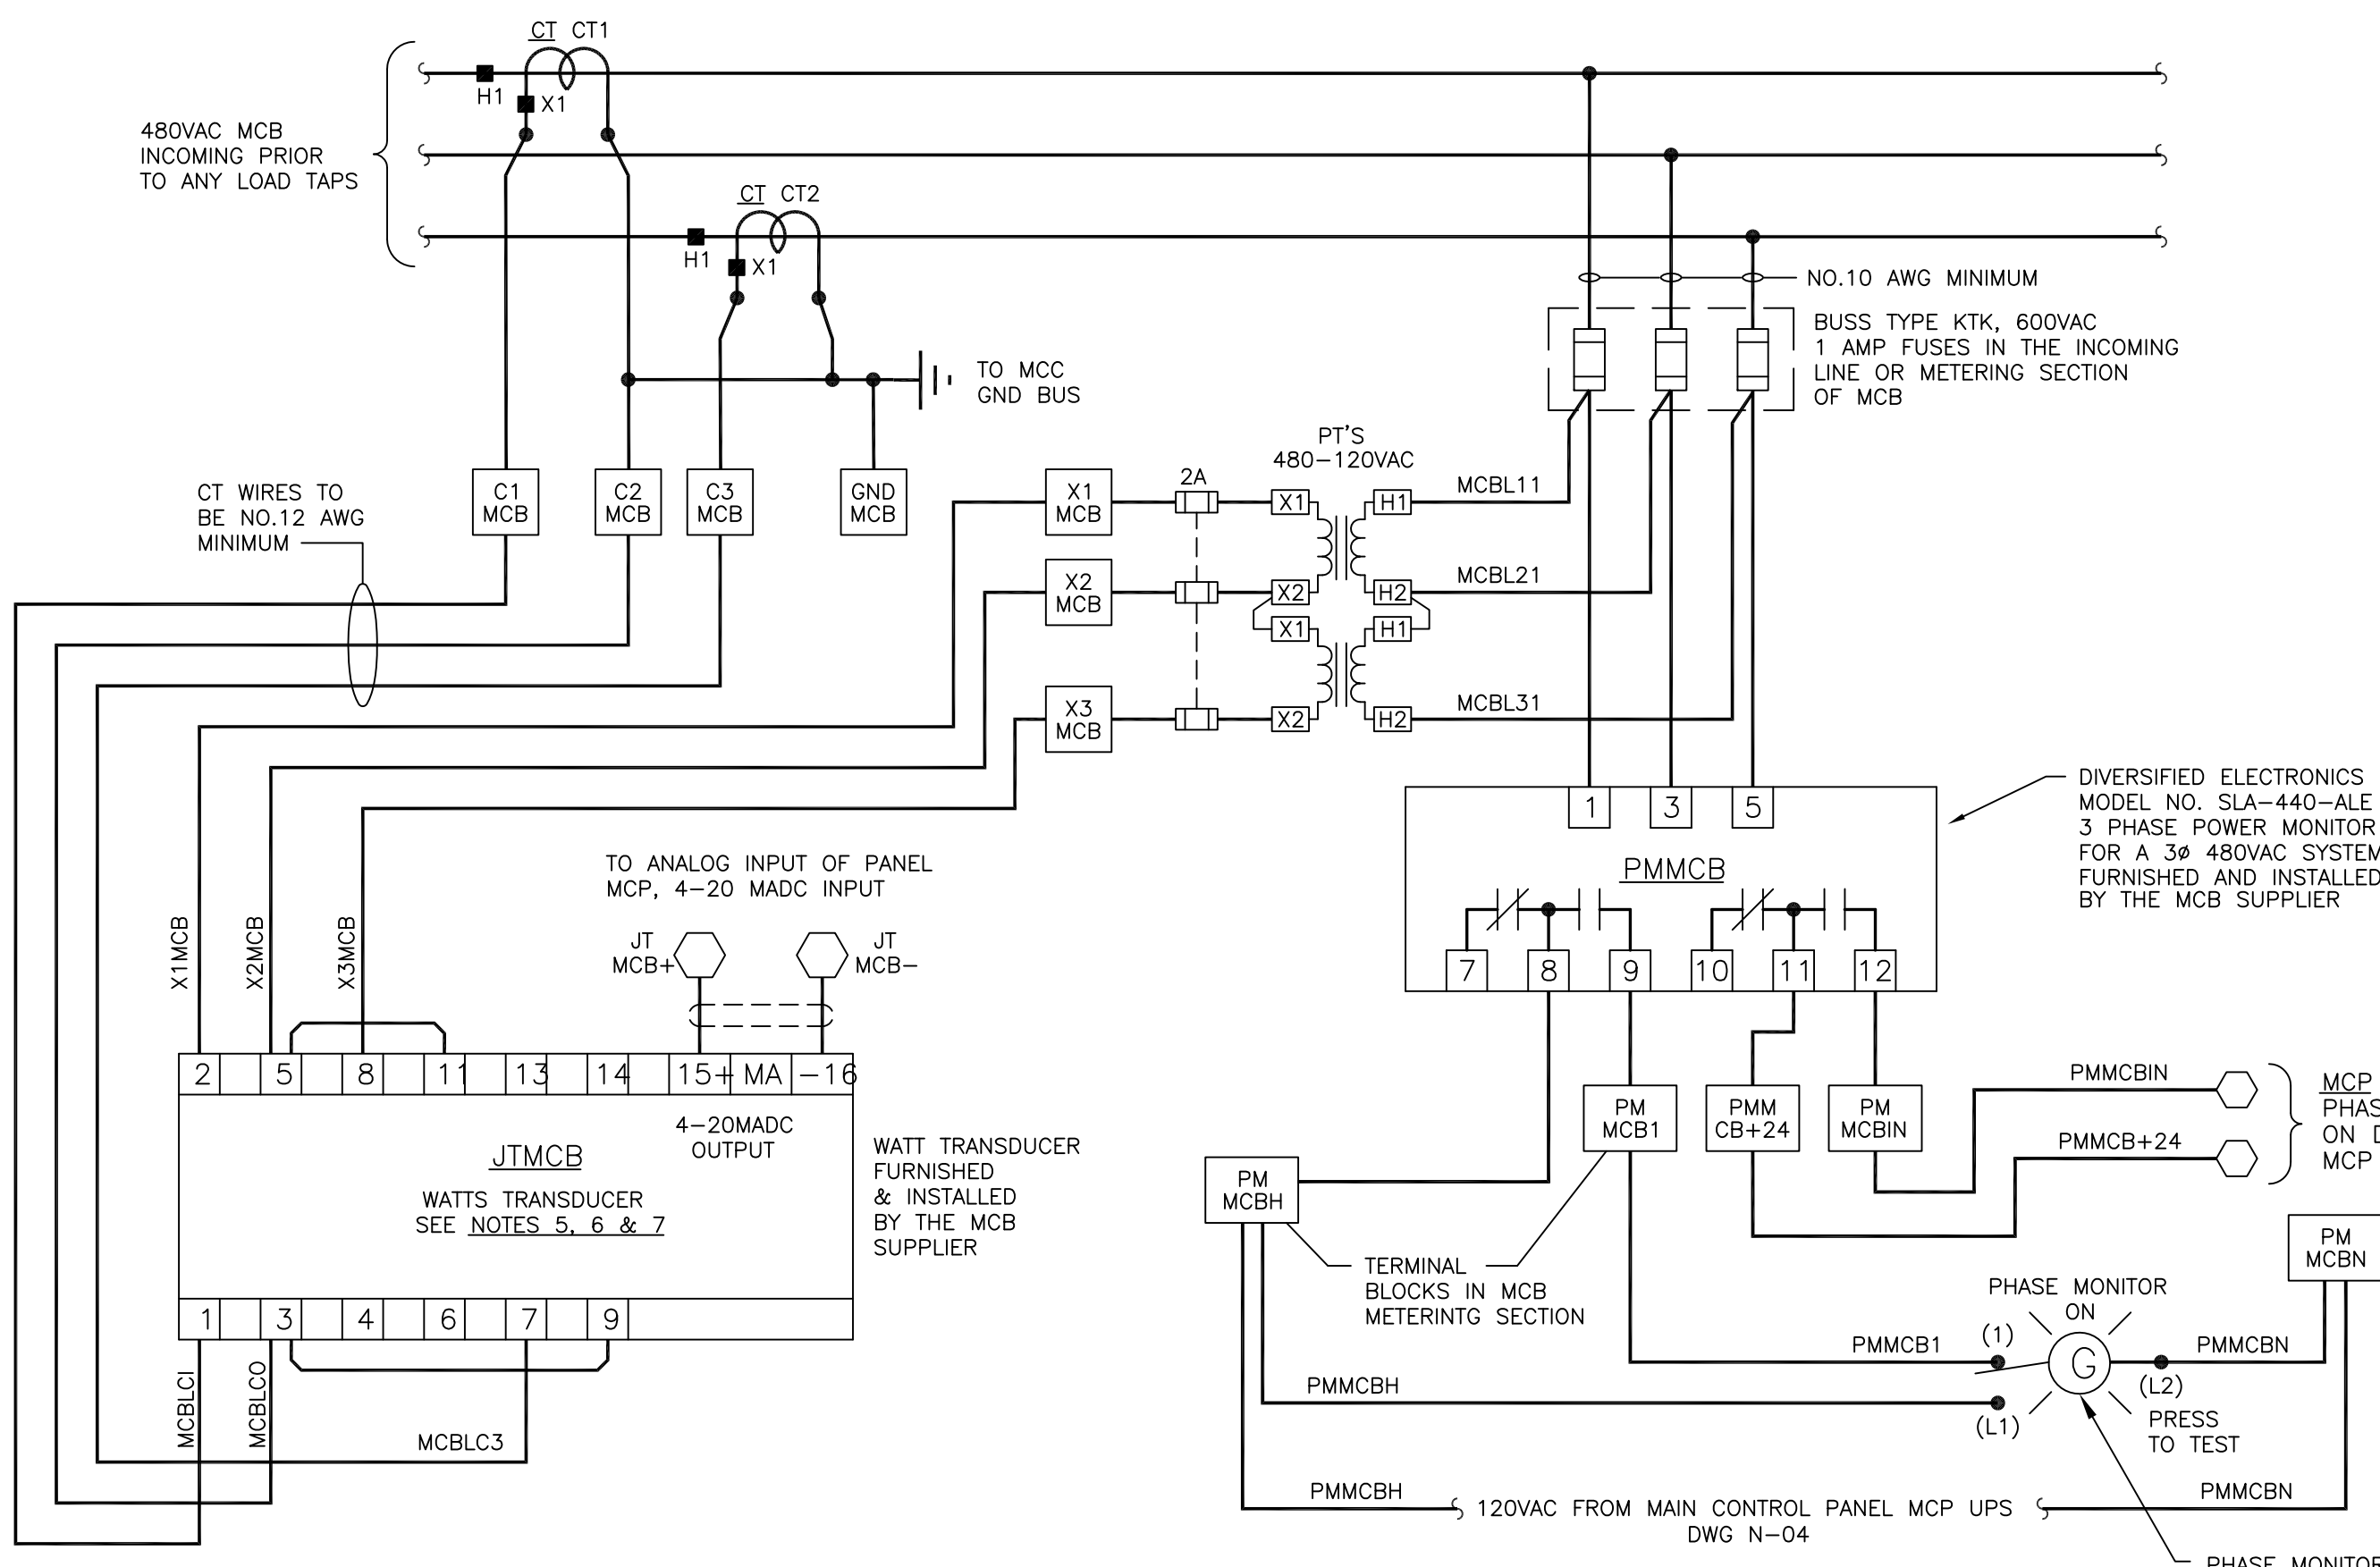 CT CT1
H1
X1
480VAC MCB
INCOMING PRIOR
TO ANY LOAD TAPS
CT CT2
H1
X1
NO.10 AWG MINIMUM
BUSS TYPE KTK, 600VAC
1 AMP FUSES IN THE INCOMING
LINE OR METERING SECTION
OF MCB
TO MCC
GND BUS
PT'S
480-120VAC
CT WIRES TO
BE NO.12 AWG
MINIMUM
C1
MCB
C2
MCB
C3
MCB
GND
MCB
X1
MCB
2A
X1
H1
MCBL11
X2
MCB
X2
H2
MCBL21
X1
H1
X3
MCB
X2
H2
MCBL31
DIVERSIFIED ELECTRONICS
MODEL NO. SLA-440-ALE
3 PHASE POWER MONITOR
FOR A 3ø 480VAC SYSTEM
FURNISHED AND INSTALLED
BY THE MCB SUPPLIER
1 3 5
PMMCB
7 8 9 10 11 12
TO ANALOG INPUT OF PANEL
MCP, 4-20 MADC INPUT
JT
MCB+
JT
MCB-
X1MCB
X2MCB
X3MCB
2 5 8 11 13 14 15+ MA -16
4-20MADC
OUTPUT
JTMCB
WATTS TRANSDUCER
SEE NOTES 5, 6 & 7
WATT TRANSDUCER
FURNISHED
& INSTALLED
BY THE MCB
SUPPLIER
1 3 4 6 7 9
MCBLCI
MCBLCO
MCBLC3
PM
MCB1
PMM
CB+24
PM
MCBIN
PMMCBIN
PMMCB+24
MCP
PHAS
ON D
MCP
PM
MCBH
PM
MCBN
TERMINAL
BLOCKS IN MCB
METERINTG SECTION
PHASE MONITOR
ON
PMMCB1
(1)
G
PMMCBN
(L2)
PMMCBH
(L1)
PRESS
TO TEST
PMMCBH
120VAC FROM MAIN CONTROL PANEL MCP UPS
DWG N-04
PMMCBN
PHASE MONITOR